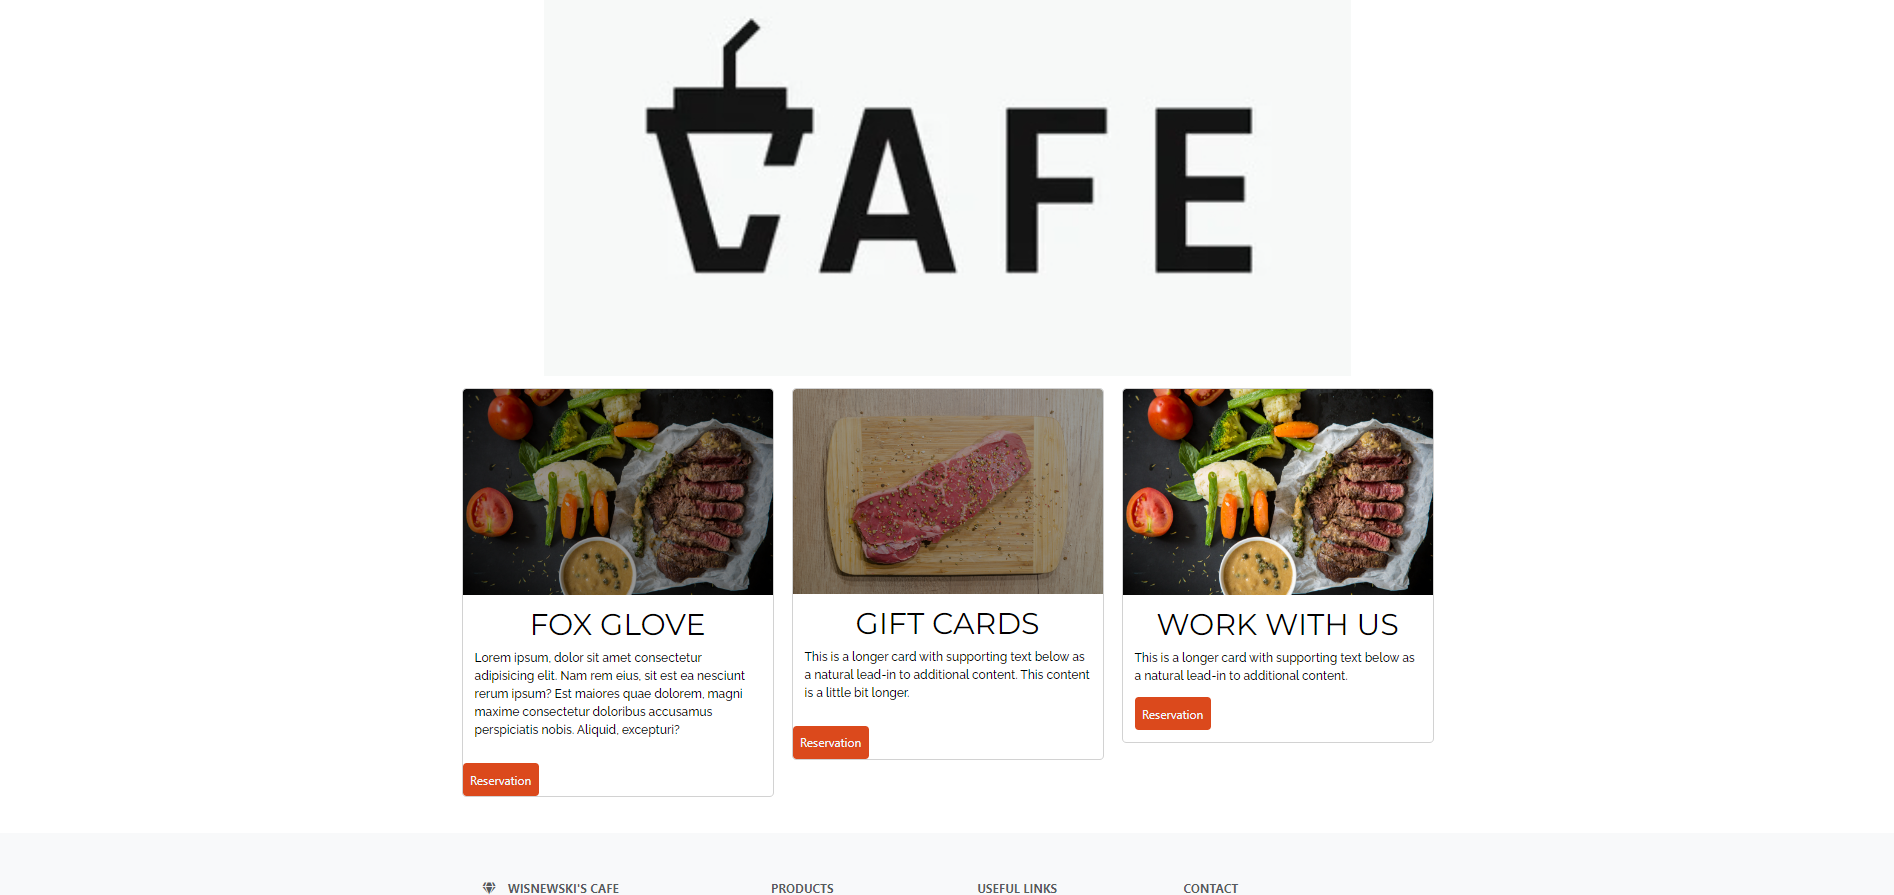 CAFE
FOX GLOVE
Lorem ipsum, dolor sit amet consectetur
adipisicing elit. Nam rem eius, sit est ea nesciunt
rerum ipsum? Est maiores quae dolorem, magni
maxime consectetur doloribus accusamus
perspiciatis nobis. Aliquid, excepturi?
Reservation
GIFT CARDS
This is a longer card with supporting text below as
a natural lead-in to additional content. This content
is a little bit longer.
Reservation
WORK WITH US
This is a longer card with supporting text below as
a natural lead-in to additional content.
Reservation
WISNEWSKI'S CAFE
PRODUCTS
USEFUL LINKS
CONTACT